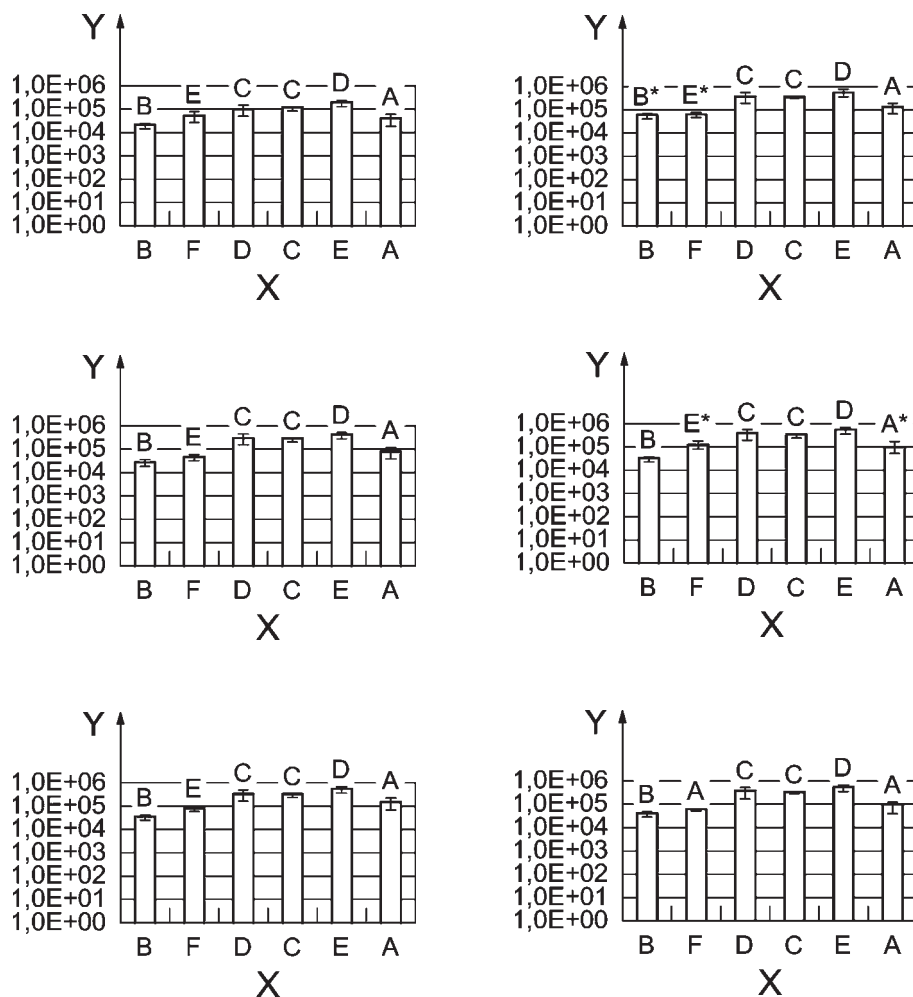 Y
1,0E+06
1,0E+05
1,0E+04
1,0E+03
1,0E+02
1,0E+01
1,0E+00
B E C C D A
B F D C E A
X
Y
1,0E+06
1,0E+05
1,0E+04
1,0E+03
1,0E+02
1,0E+01
1,0E+00
B* E* C C D A
B F D C E A
X
Y
1,0E+06
1,0E+05
1,0E+04
1,0E+03
1,0E+02
1,0E+01
1,0E+00
B E C C D A
B F D C E A
X
Y
1,0E+06
1,0E+05
1,0E+04
1,0E+03
1,0E+02
1,0E+01
1,0E+00
B E* C C D A*
B F D C E A
X
Y
1,0E+06
1,0E+05
1,0E+04
1,0E+03
1,0E+02
1,0E+01
1,0E+00
B E C C D A
B F D C E A
X
Y
1,0E+06
1,0E+05
1,0E+04
1,0E+03
1,0E+02
1,0E+01
1,0E+00
B A C C D A
B F D C E A
X